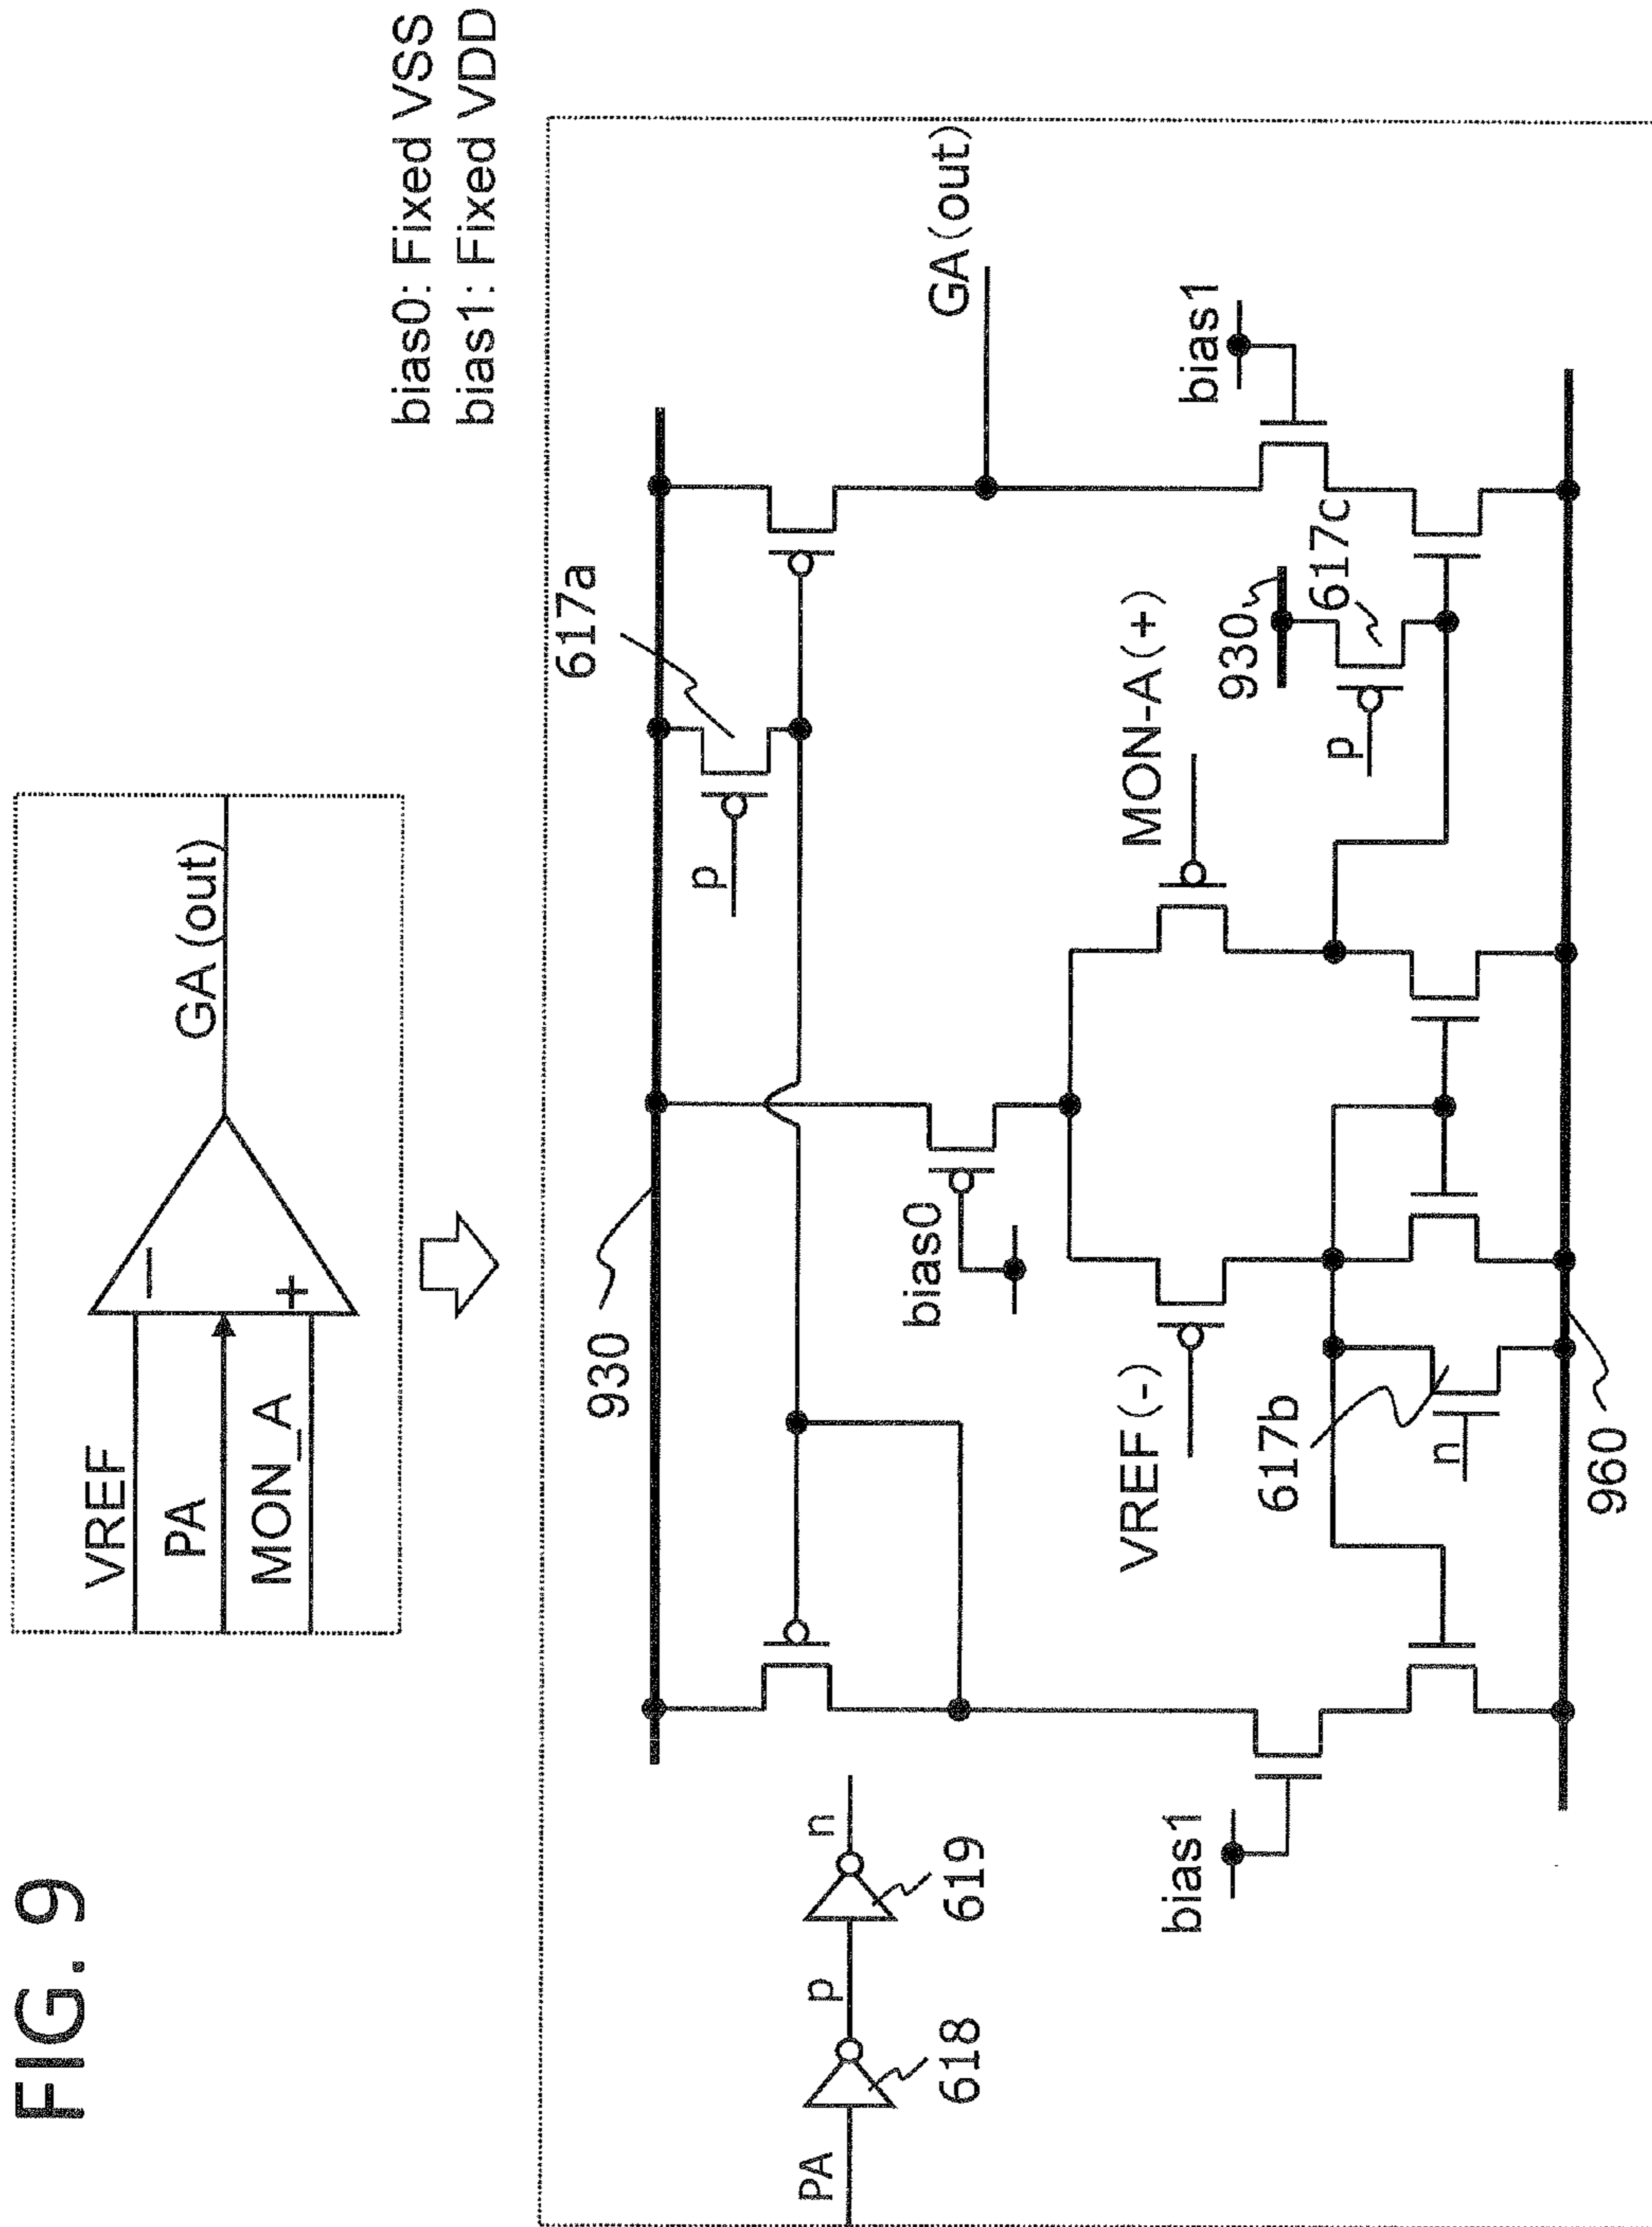 FIG. 9
VREF
PA
MON_A
−
+
GA (out)
bias0: Fixed VSS
bias1: Fixed VDD
PA
618
p
619
n
930
617a
p
GA (out)
bias0
VREF (-)
MON-A (+)
930
617c
p
bias1
bias1
617b
n
960